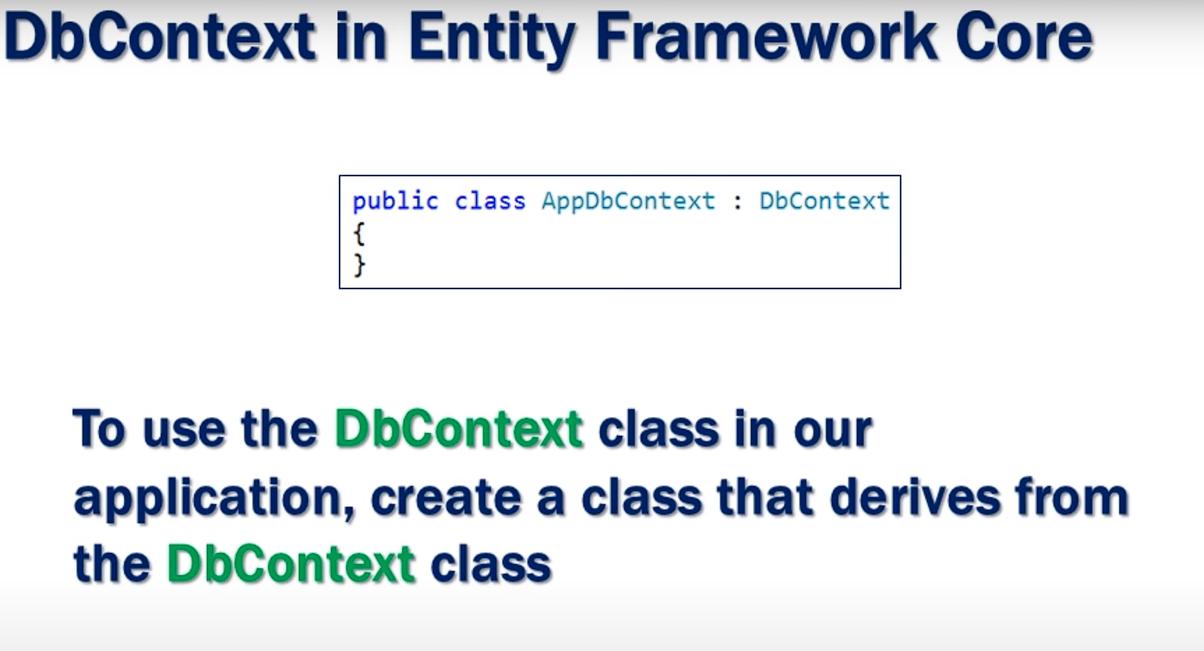 DbContext in Entity Framework Core
public class AppDbContext : DbContext
{
}
To use the DbContext class in our
application, create a class that derives from
the DbContext class